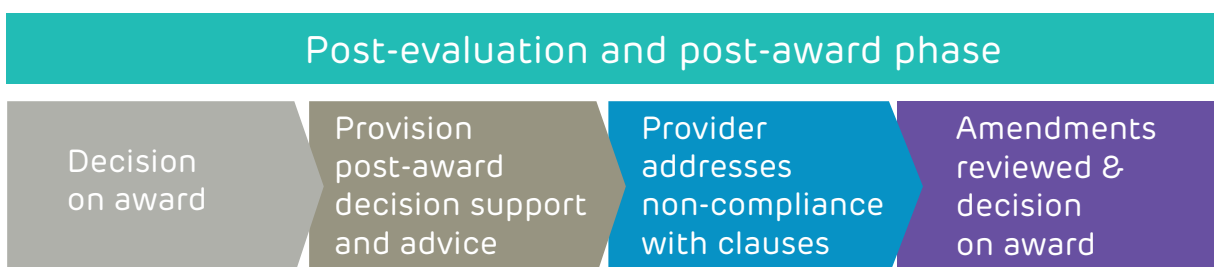 Post-evaluation and post-award phase
Decision
on award
Provision
post-award
decision support
and advice
Provider
addresses
non-compliance
with clauses
Amendments
reviewed &
decision
on award